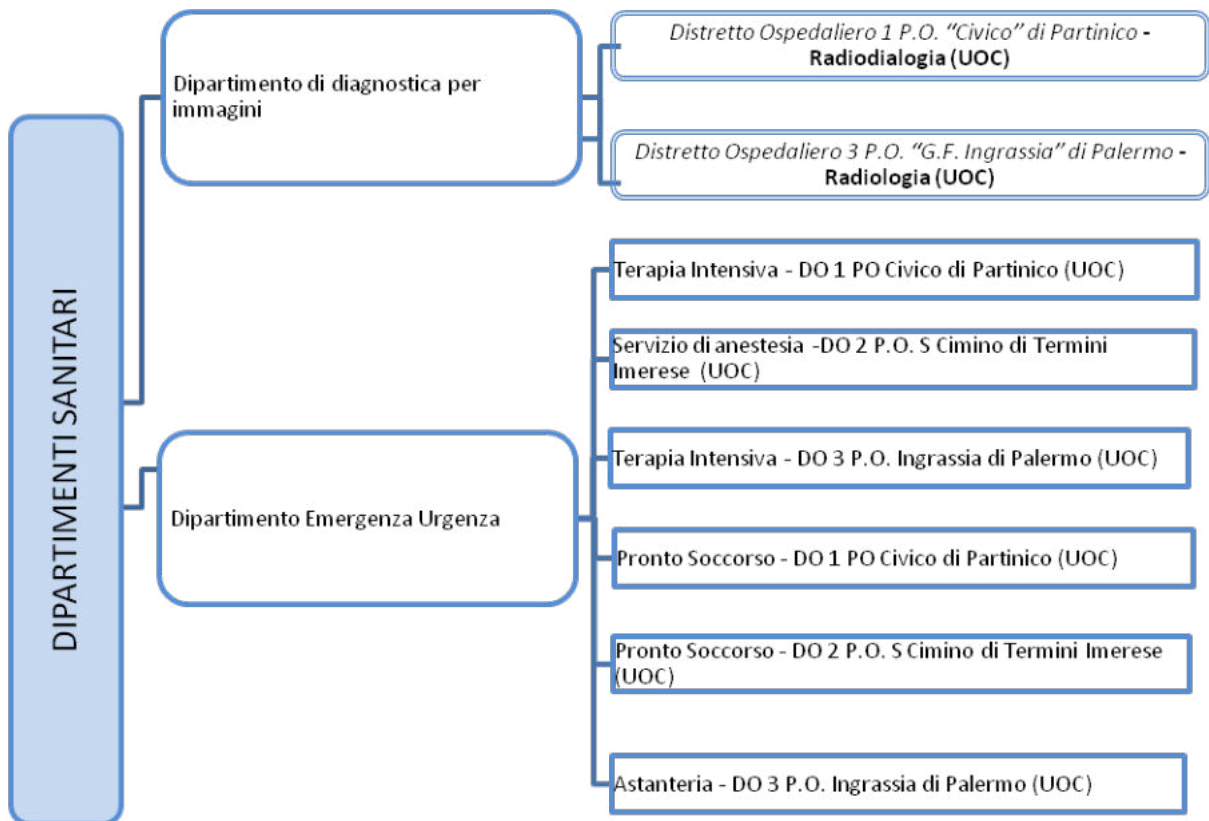 DIPARTIMENTI SANITARI
Dipartimento di diagnostica per
immagini
Distretto Ospedaliero 1 P.O. "Civico" di Partinico -
Radiodialogia (UOC)
Distretto Ospedaliero 3 P.O. "G.F. Ingrassia" di Palermo -
Radiologia (UOC)
Dipartimento Emergenza Urgenza
Terapia Intensiva - DO 1 PO Civico di Partinico (UOC)
Servizio di anestesia -DO 2 P.O. S Cimino di Termini
Imerese (UOC)
Terapia Intensiva - DO 3 P.O. Ingrassia di Palermo (UOC)
Pronto Soccorso - DO 1 PO Civico di Partinico (UOC)
Pronto Soccorso - DO 2 P.O. S Cimino di Termini Imerese
(UOC)
Astanteria - DO 3 P.O. Ingrassia di Palermo (UOC)